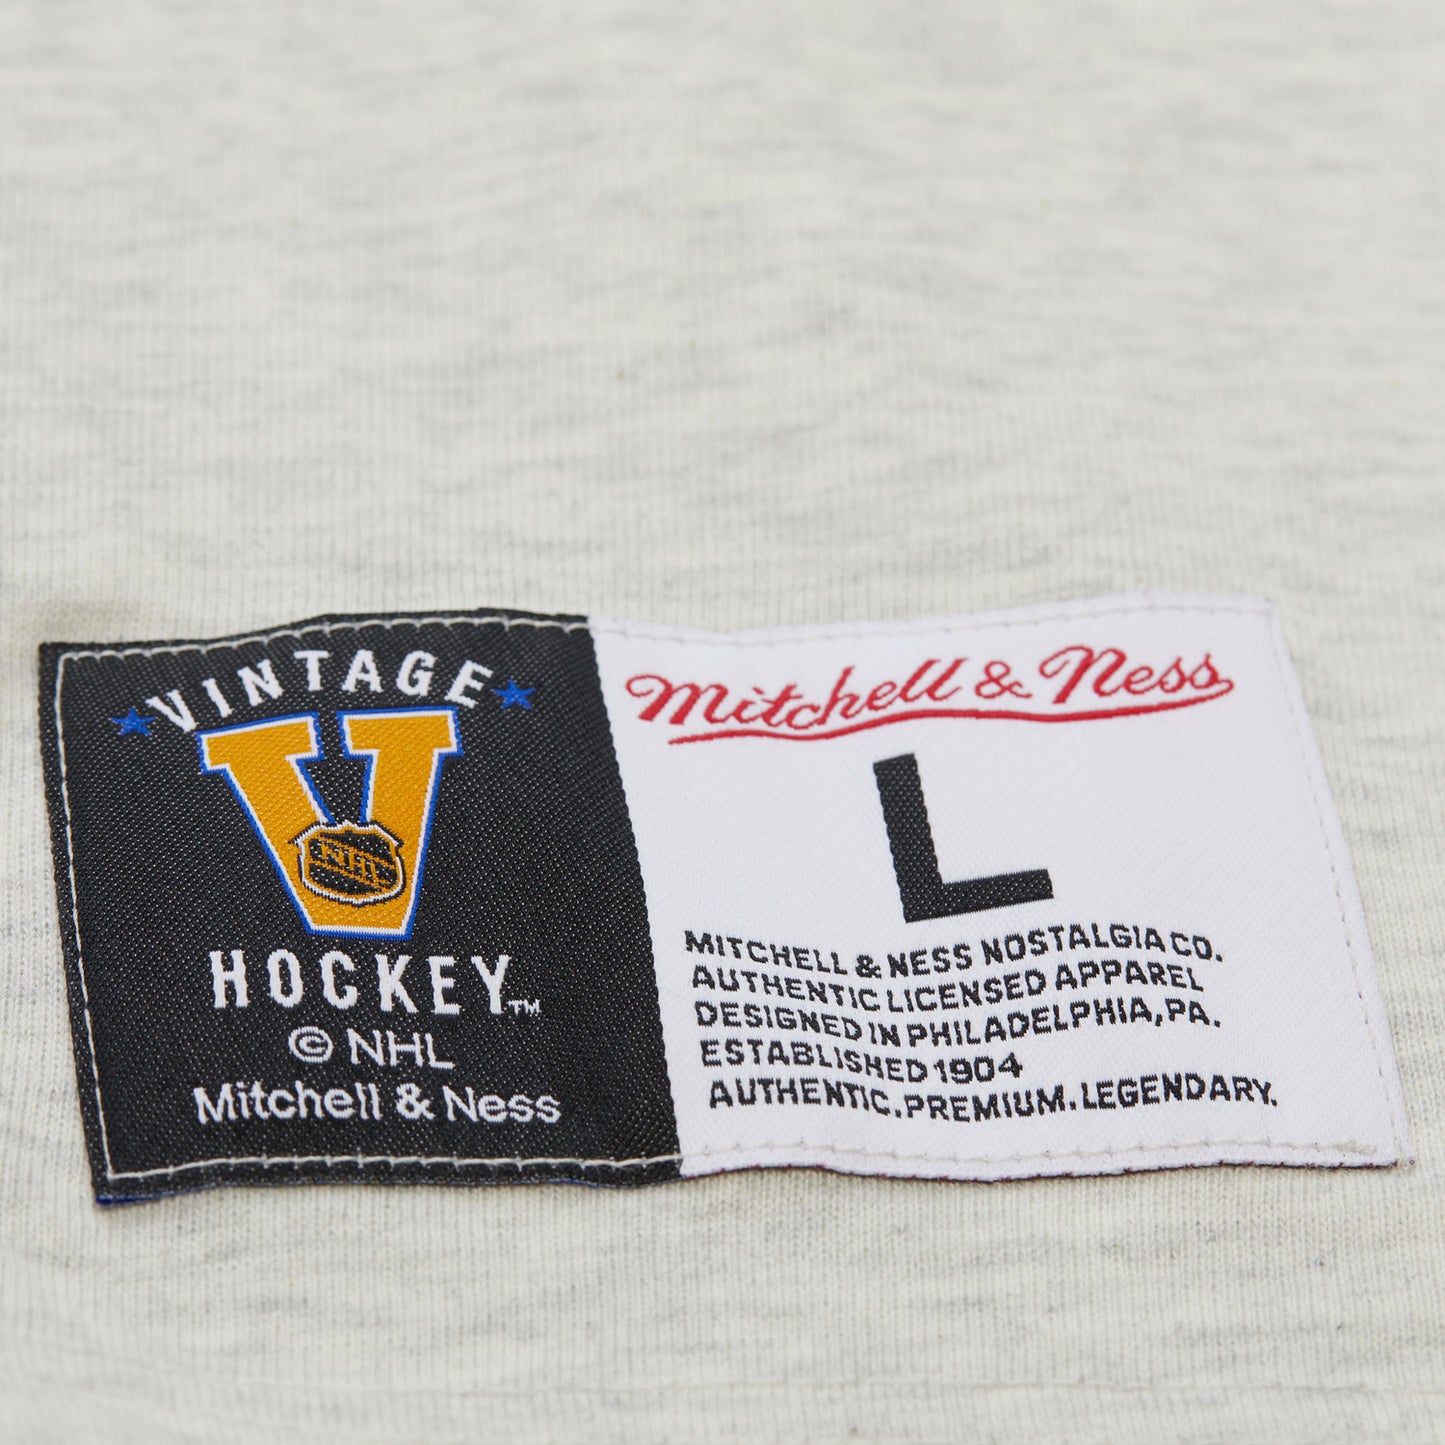 VINTAGE
V
NHL
HOCKEY™
© NHL
Mitchell & Ness
Mitchell & Ness
L
MITCHELL & NESS NOSTALGIA CO.
AUTHENTIC LICENSED APPAREL
DESIGNED IN PHILADELPHIA, PA.
ESTABLISHED 1904
AUTHENTIC. PREMIUM. LEGENDARY.